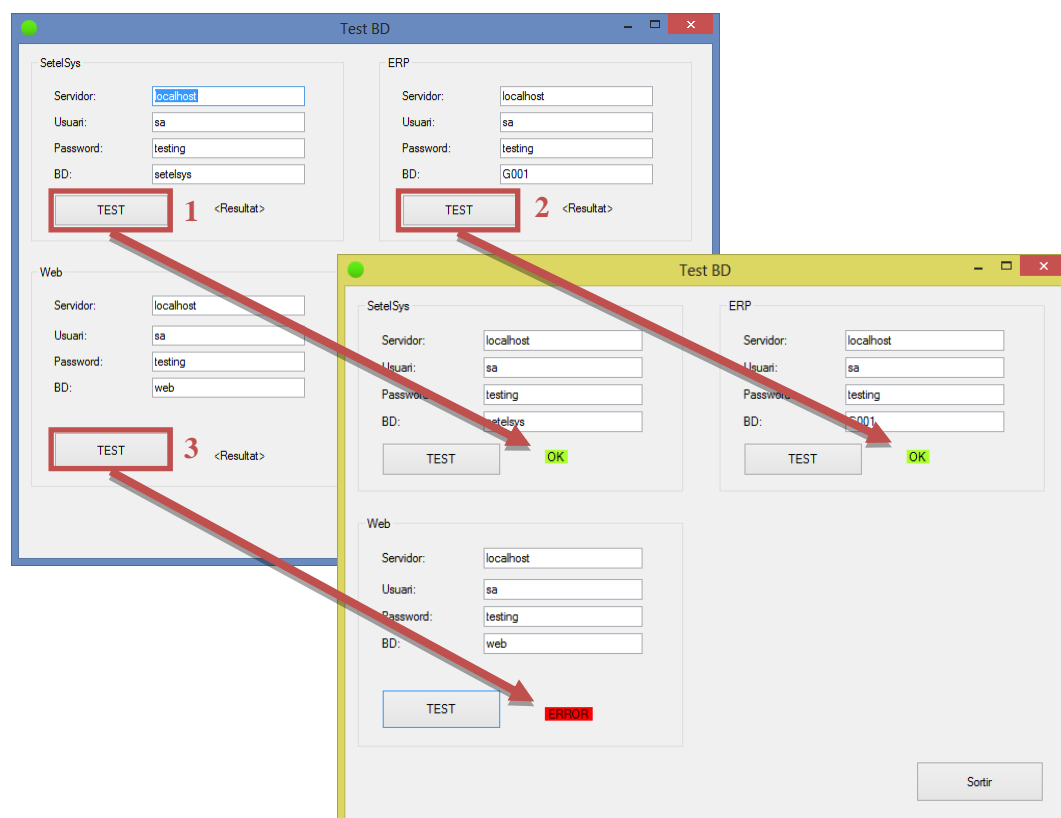 Test BD
SetelSys
Servidor: localhost
Usuari: sa
Password: testing
BD: setelsys
TEST 1 <Resultat>
ERP
Servidor: localhost
Usuari: sa
Password: testing
BD: G001
TEST 2 <Resultat>
Web
Servidor: localhost
Usuari: sa
Password: testing
BD: web
TEST 3 <Resultat>
Test BD
SetelSys
Servidor: localhost
Usuari: sa
Password: testing
BD: setelsys
TEST OK
ERP
Servidor: localhost
Usuari: sa
Password: testing
BD: G001
TEST OK
Web
Servidor: localhost
Usuari: sa
Password: testing
BD: web
TEST ERROR
Sortir